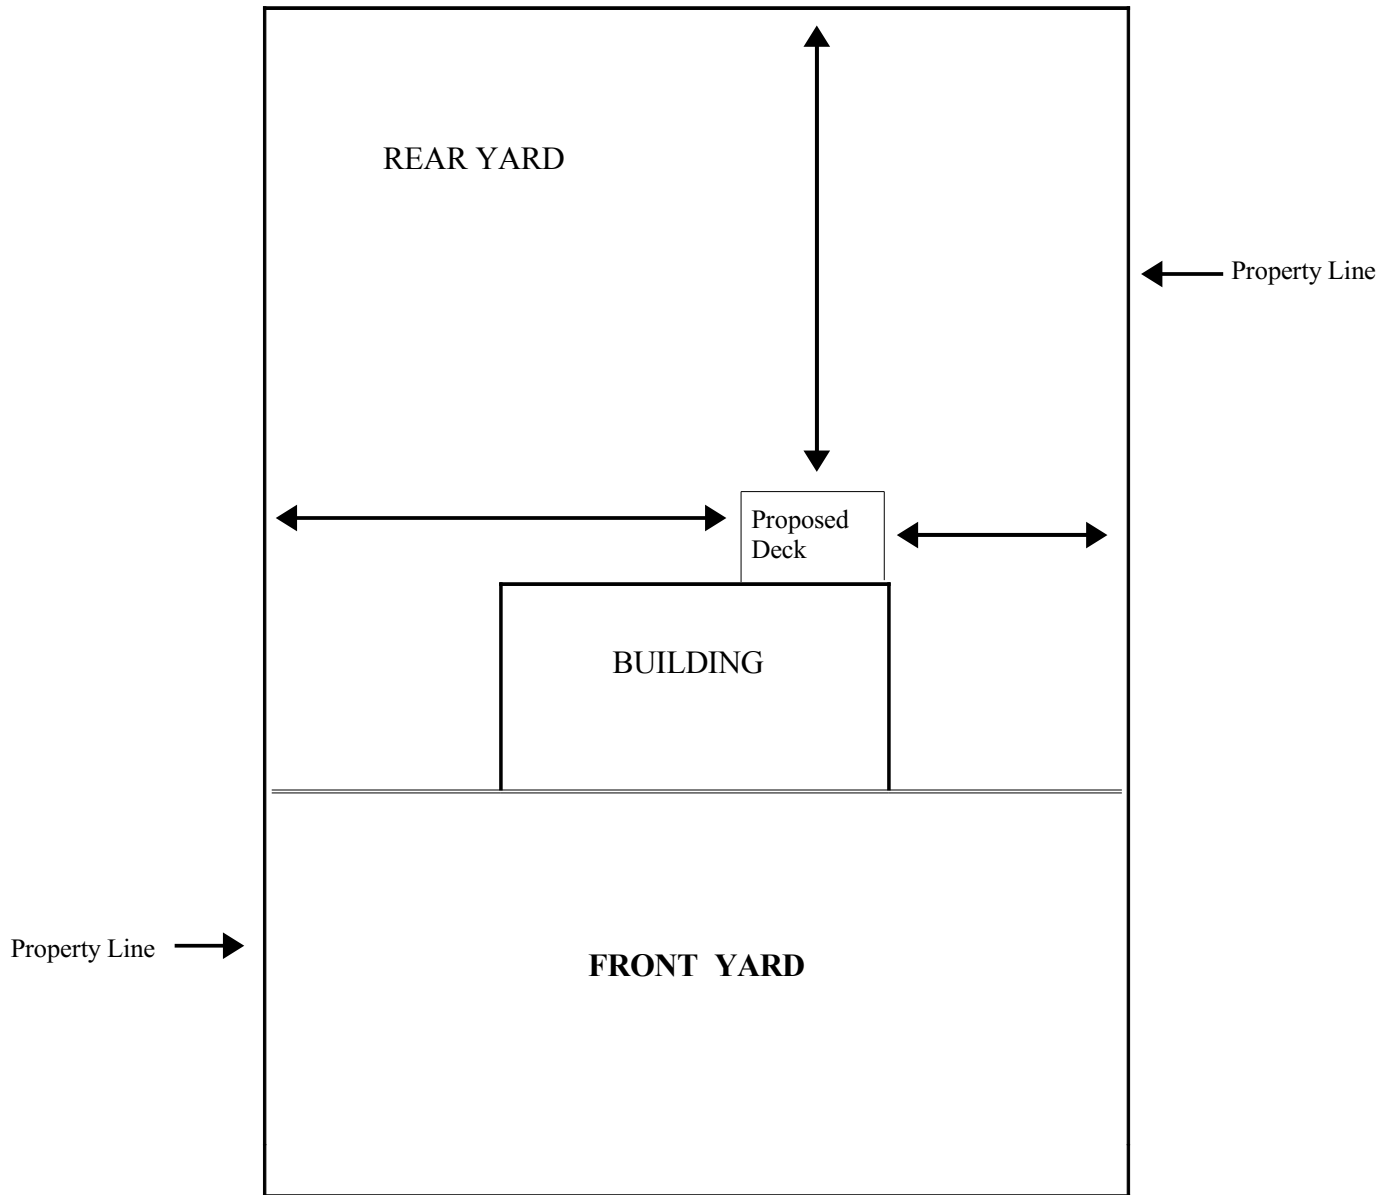 REAR YARD
Property Line
Proposed
Deck
BUILDING
Property Line
FRONT YARD